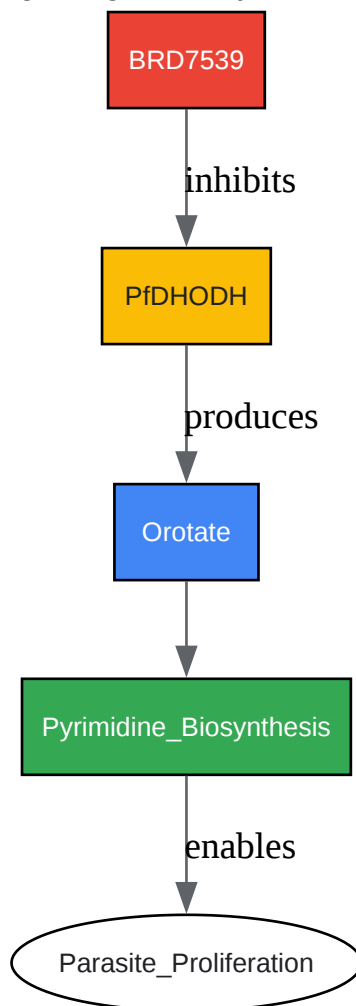 BRD7539
inhibits
PfDHODH
produces
Orotate
Pyrimidine_Biosynthesis
enables
Parasite_Proliferation